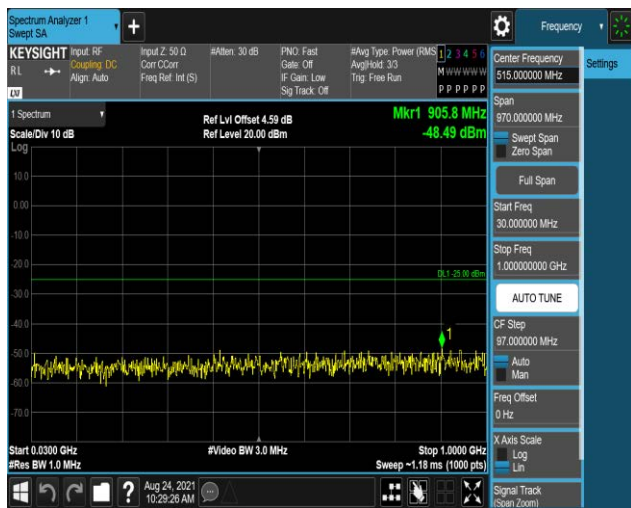 Spectrum Analyzer 1
Swept SA
+
Frequency
KEYSIGHT
RL
LXI
Input: RF
Coupling: DC
Align: Auto
Input Z: 50 Ω
Corr CCorr
Freq Ref: Int (S)
#Atten: 30 dB
PNO: Fast
Gate: Off
IF Gain: Low
Sig Track: Off
#Avg Type: Power (RMS
Avg|Hold: 3/3
Trig: Free Run
1 2 3 4 5 6
M W W W W W
P P P P P P
Center Frequency
515.000000 MHz
Settings
Span
970.000000 MHz
Swept Span
Zero Span
Full Span
Start Freq
30.000000 MHz
Stop Freq
1.000000000 GHz
AUTO TUNE
CF Step
97.000000 MHz
Auto
Man
Freq Offset
0 Hz
X Axis Scale
Log
Lin
Signal Track
(Span Zoom)
1 Spectrum
Scale/Div 10 dB
Log
Ref Lvl Offset 4.59 dB
Ref Level 20.00 dBm
Mkr1 905.8 MHz
-48.49 dBm
10.0
0.00
-10.0
-20.0
DL1 -25.00 dBm
-30.0
-40.0
1
-50.0
-60.0
-70.0
Start 0.0300 GHz
#Res BW 1.0 MHz
#Video BW 3.0 MHz
Stop 1.0000 GHz
Sweep ~1.18 ms (1000 pts)
?
Aug 24, 2021
10:29:26 AM